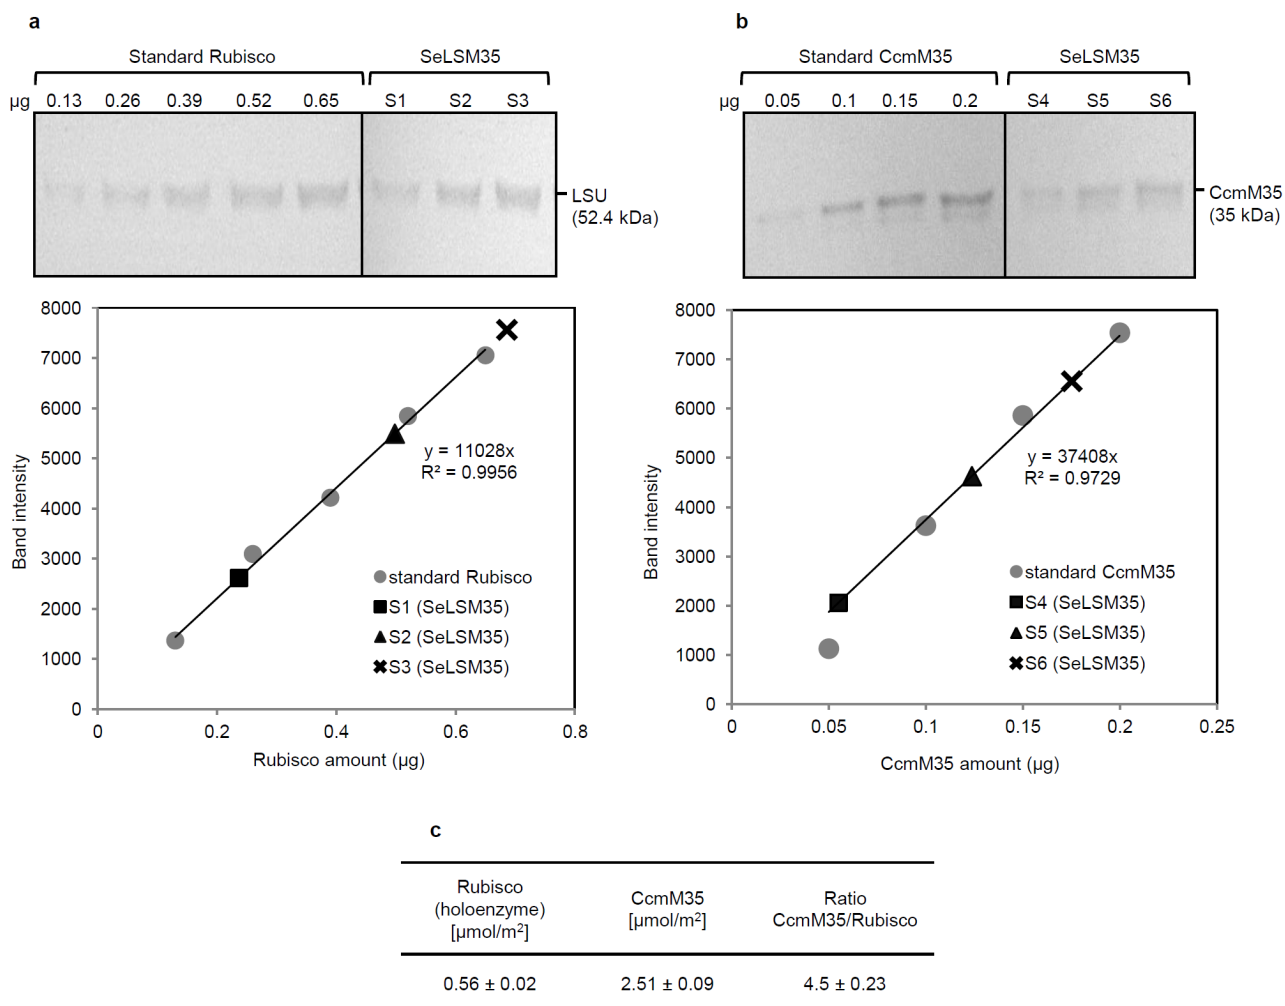 a
Standard Rubisco
SeLSM35
µg 0.13 0.26 0.39 0.52 0.65 S1 S2 S3
LSU
(52.4 kDa)
8000
7000
6000
5000
4000
3000
2000
1000
0
Band intensity
y = 11028x
R² = 0.9956
standard Rubisco
S1 (SeLSM35)
S2 (SeLSM35)
S3 (SeLSM35)
0 0.2 0.4 0.6 0.8
Rubisco amount (µg)
b
Standard CcmM35
SeLSM35
µg 0.05 0.1 0.15 0.2 S4 S5 S6
CcmM35
(35 kDa)
8000
7000
6000
5000
4000
3000
2000
1000
0
Band intensity
y = 37408x
R² = 0.9729
standard CcmM35
S4 (SeLSM35)
S5 (SeLSM35)
S6 (SeLSM35)
0 0.05 0.1 0.15 0.2 0.25
CcmM35 amount (µg)
c
Rubisco
(holoenzyme)
[µmol/m²]
CcmM35
[µmol/m²]
Ratio
CcmM35/Rubisco
0.56 ± 0.02 2.51 ± 0.09 4.5 ± 0.23